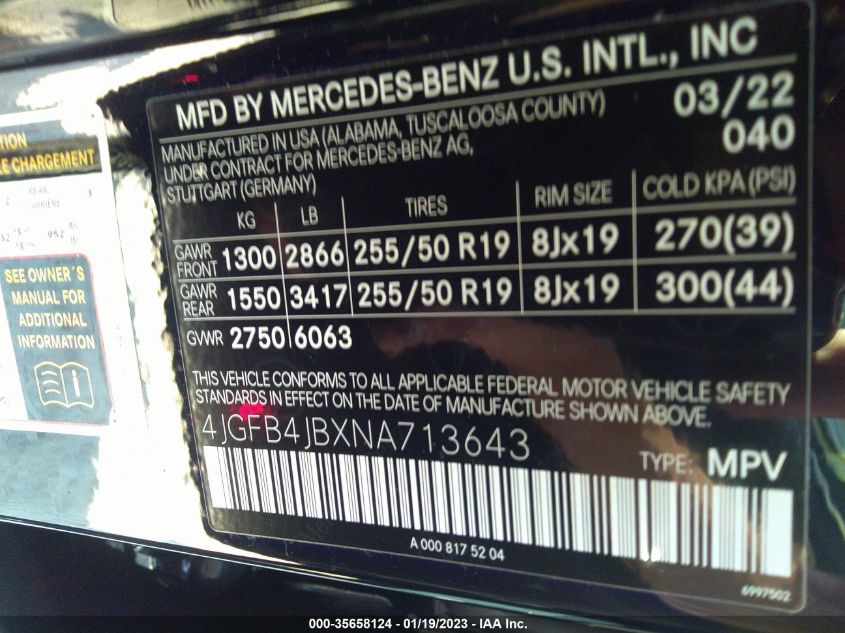 MFD BY MERCEDES-BENZ U.S. INTL., INC
MANUFACTURED IN USA (ALABAMA, TUSCALOOSA COUNTY) 03/22
UNDER CONTRACT FOR MERCEDES-BENZ AG, 040
STUTTGART (GERMANY)
KG LB TIRES RIM SIZE COLD KPA(PSI)
GAWR FRONT 1300 2866 255/50 R19 8Jx19 270(39)
GAWR REAR 1550 3417 255/50 R19 8Jx19 300(44)
GVWR 2750 6063
THIS VEHICLE CONFORMS TO ALL APPLICABLE FEDERAL MOTOR VEHICLE SAFETY
STANDARDS IN EFFECT ON THE DATE OF MANUFACTURE SHOWN ABOVE.
4JGFB4JBXNA713643
TYPE: MPV
A 000 817 52 04
6997502
CHARGEMENT
REAR
952 lb
SEE OWNER'S
MANUAL FOR
ADDITIONAL
INFORMATION
000-35658124 — 01/19/2023 — IAA Inc.